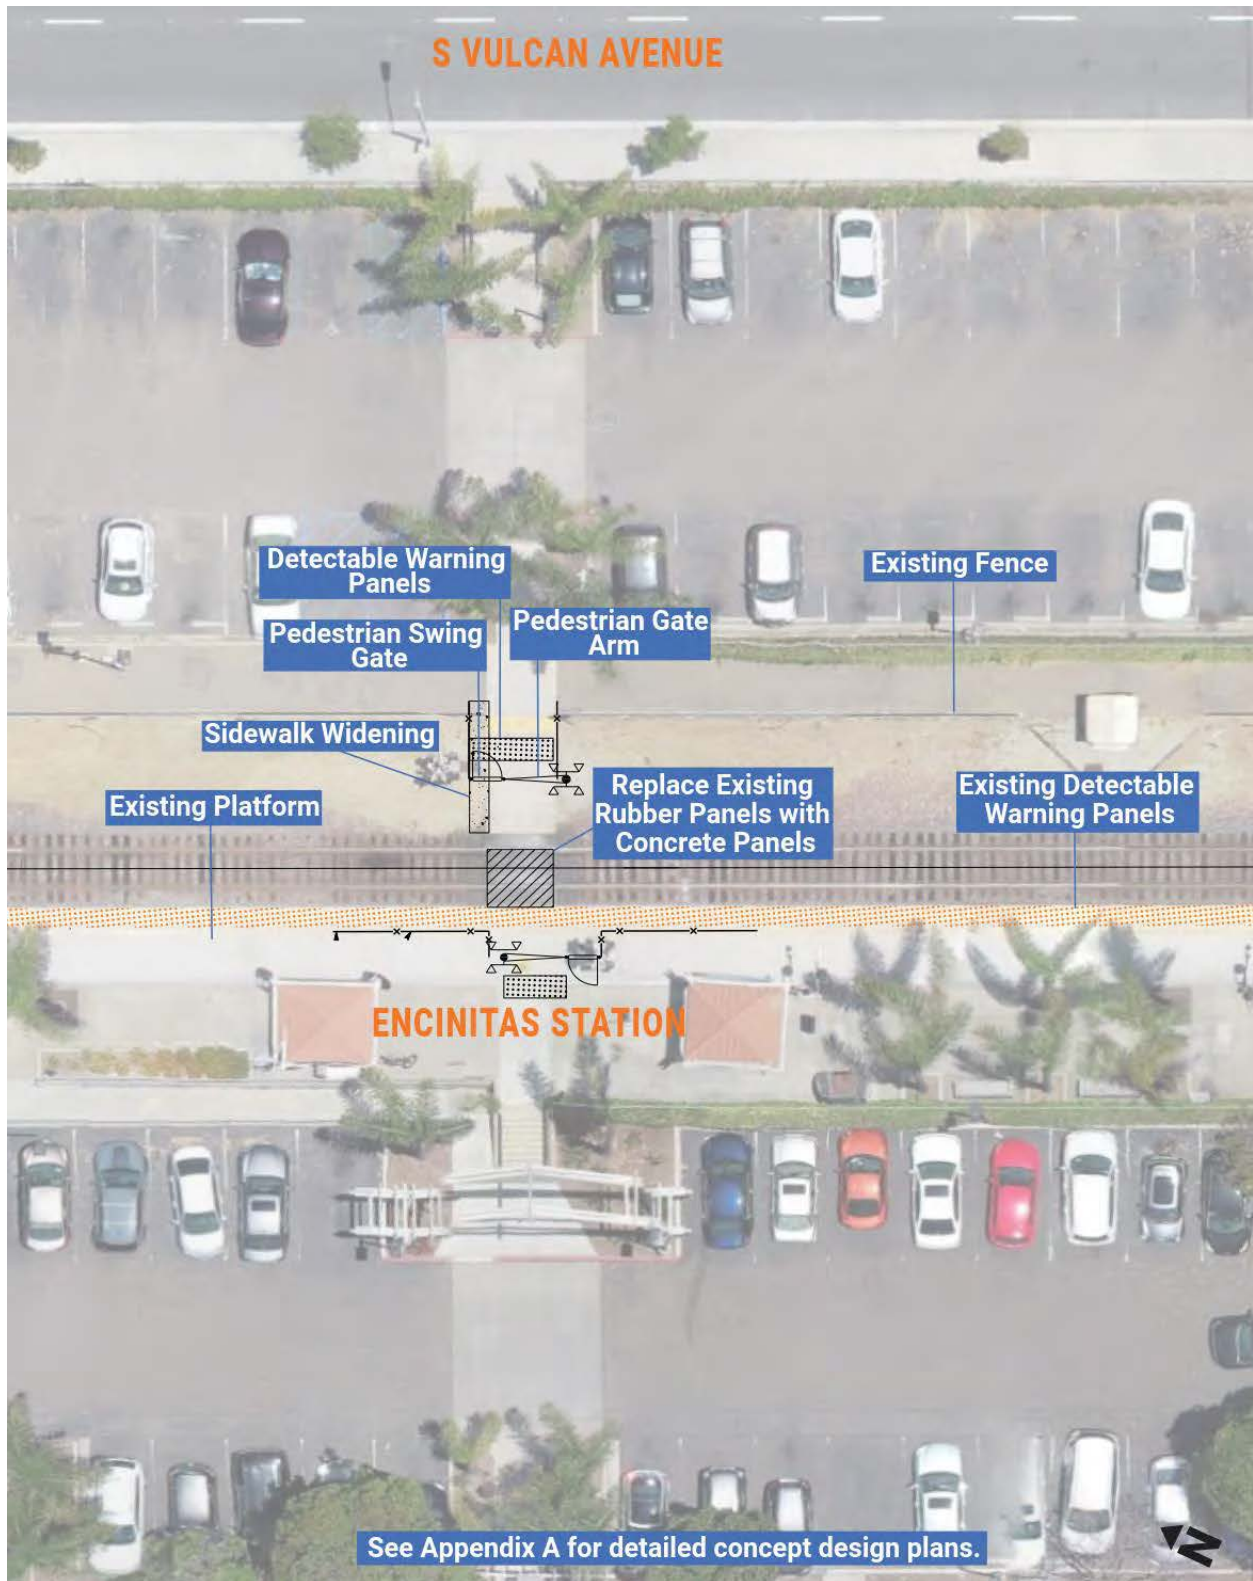 S VULCAN AVENUE
Detectable Warning
Panels
Existing Fence
Pedestrian Swing
Gate
Pedestrian Gate
Arm
Sidewalk Widening
Existing Platform
Replace Existing
Rubber Panels with
Concrete Panels
Existing Detectable
Warning Panels
ENCINITAS STATION
See Appendix A for detailed concept design plans.
N